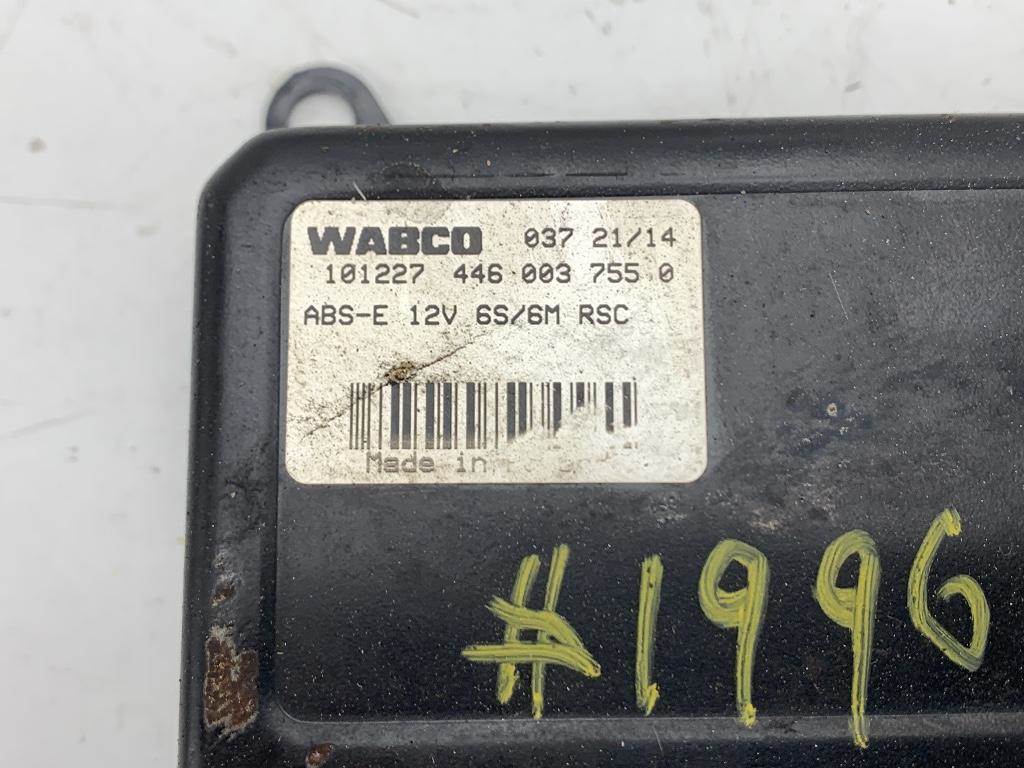 WABCO 037 21/14
101227 446 003 755 0
ABS-E 12V 6S/6M RSC
Made in
#1996